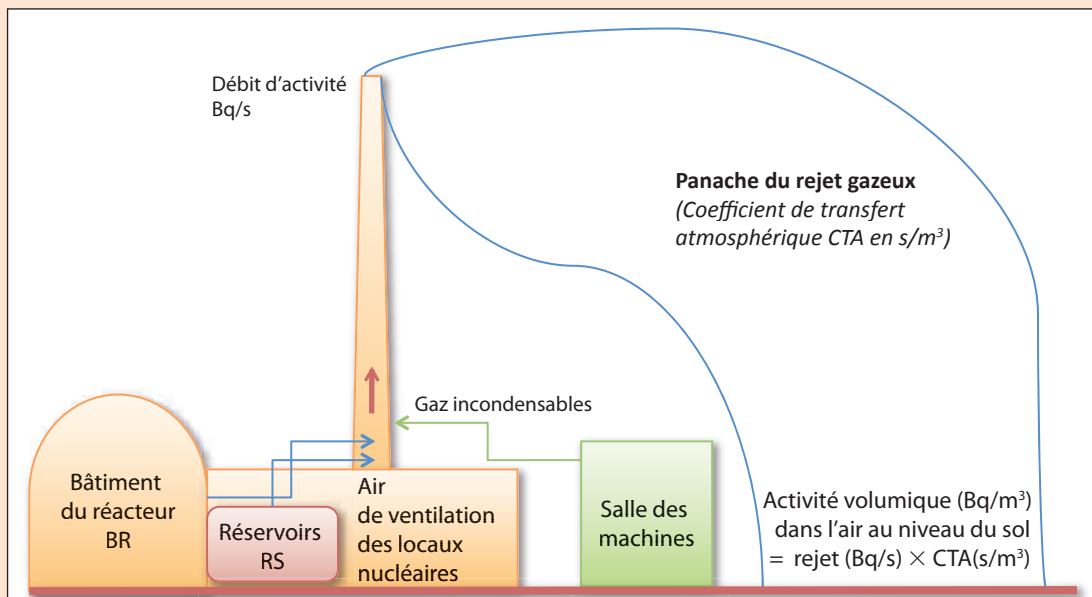 Débit d'activité
Bq/s
Panache du rejet gazeux
(Coefficient de transfert
atmosphérique CTA en s/m³)
Gaz incondensables
Bâtiment
du réacteur
BR
Réservoirs
RS
Air
de ventilation
des locaux
nucléaires
Salle des
machines
Activité volumique (Bq/m³)
dans l'air au niveau du sol
= rejet (Bq/s) × CTA(s/m³)